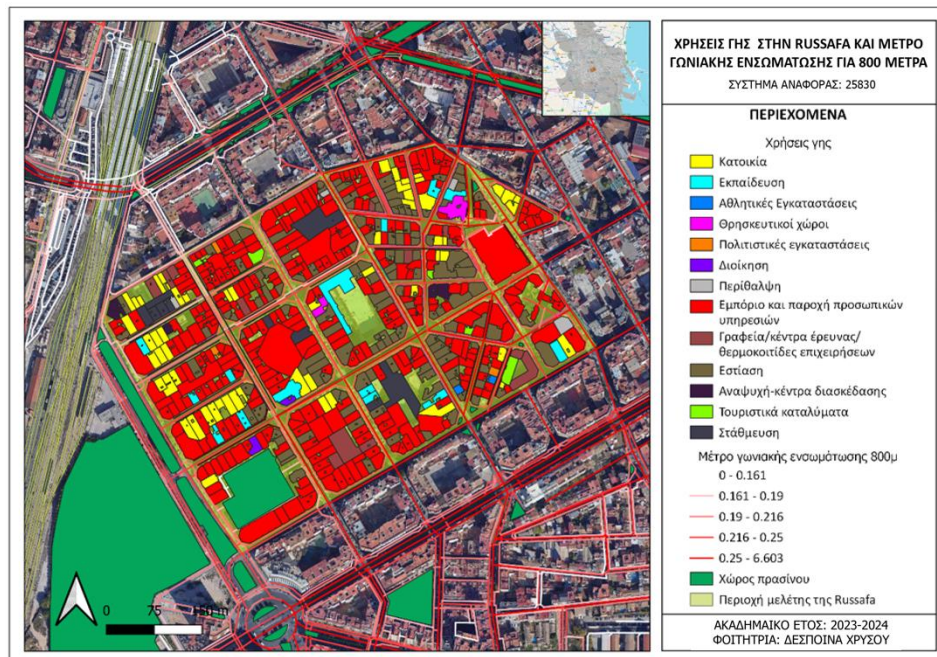 ΧΡΗΣΕΙΣ ΓΗΣ ΣΤΗΝ RUSSAFA ΚΑΙ ΜΕΤΡΟ
ΓΩΝΙΑΚΗΣ ΕΝΣΩΜΑΤΩΣΗΣ ΓΙΑ 800 ΜΕΤΡΑ
ΣΥΣΤΗΜΑ ΑΝΑΦΟΡΑΣ: 25830
ΠΕΡΙΕΧΟΜΕΝΑ
Χρήσεις γης
Κατοικία
Εκπαίδευση
Αθλητικές Εγκαταστάσεις
Θρησκευτικοί χώροι
Πολιτιστικές εγκαταστάσεις
Διοίκηση
Περίθαλψη
Εμπόριο και παροχή προσωπικών
υπηρεσιών
Γραφεία/κέντρα έρευνας/
θερμοκοιτίδες επιχειρήσεων
Εστίαση
Αναψυχή-κέντρα διασκέδασης
Τουριστικά καταλύματα
Στάθμευση
Μέτρο γωνιακής ενσωμάτωσης 800μ
0 - 0.161
0.161 - 0.19
0.19 - 0.216
0.216 - 0.25
0.25 - 6.603
Χώρος πρασίνου
Περιοχή μελέτης της Russafa
ΑΚΑΔΗΜΑΙΚΟ ΕΤΟΣ: 2023-2024
ΦΟΙΤΗΤΡΙΑ: ΔΕΣΠΟΙΝΑ ΧΡΥΣΟΥ
0 75 150 m